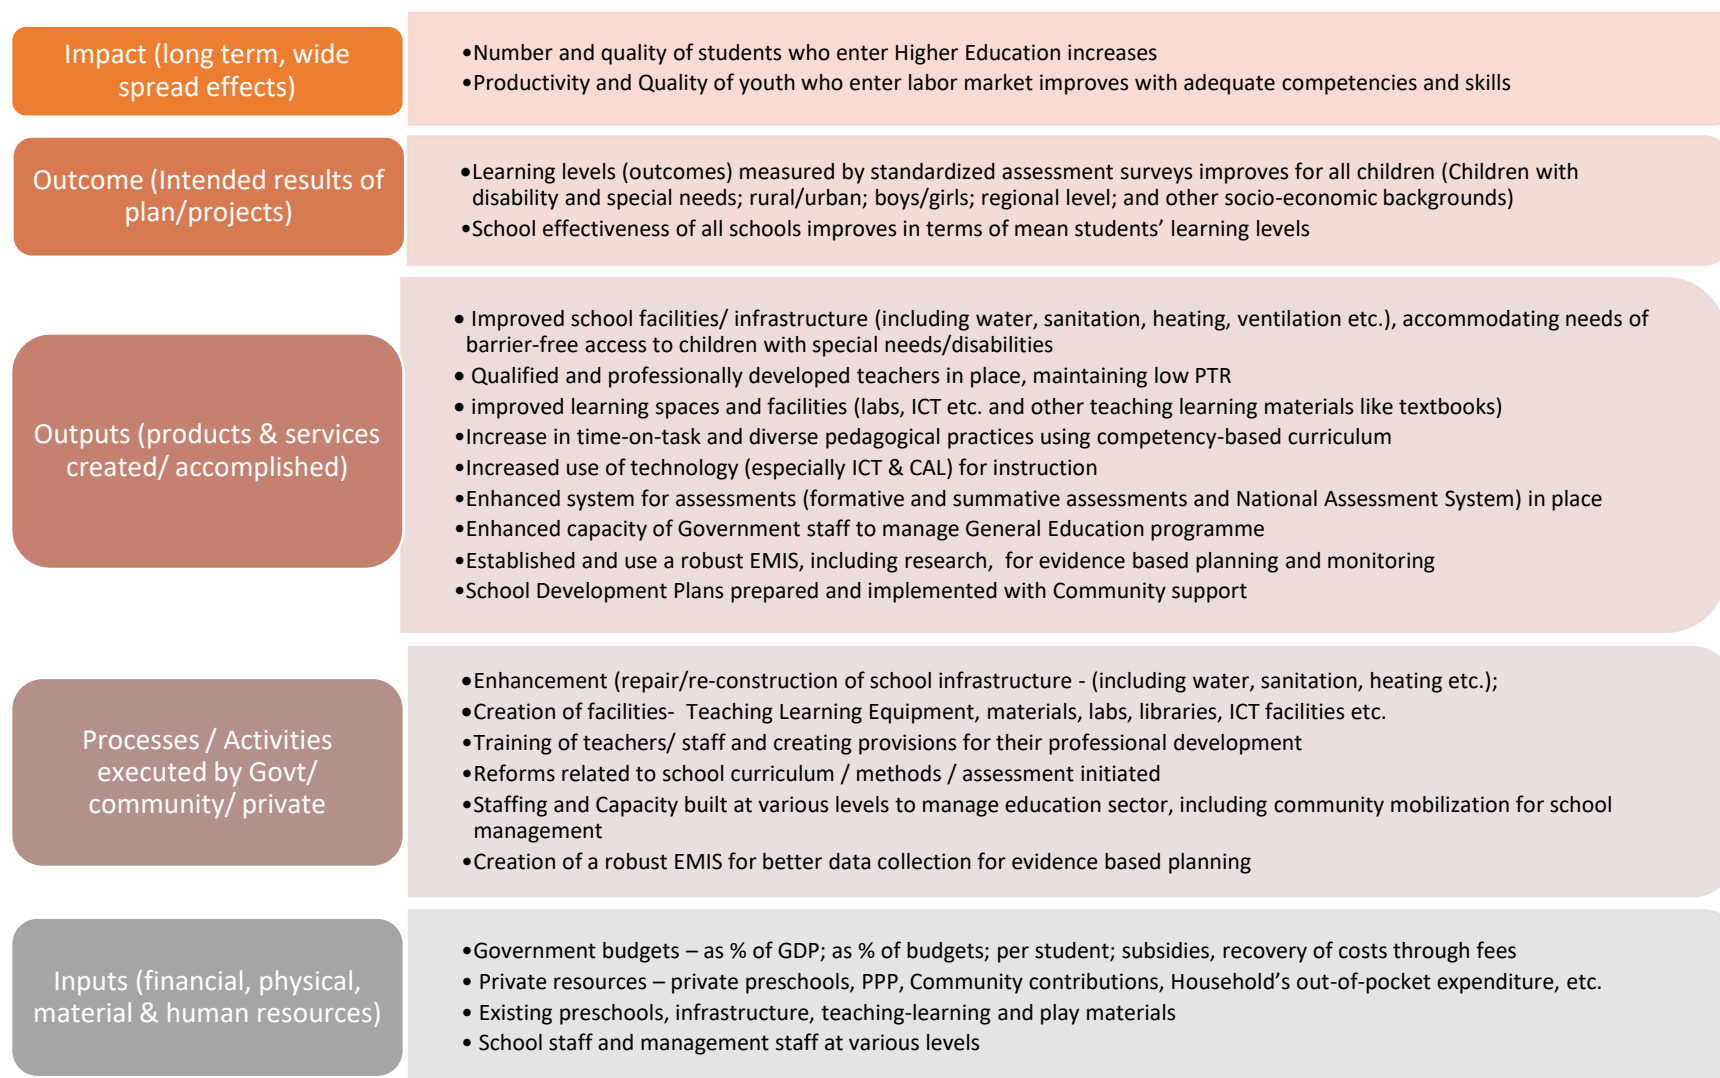 Impact (long term, wide
spread effects)
•Number and quality of students who enter Higher Education increases
•Productivity and Quality of youth who enter labor market improves with adequate competencies and skills
Outcome (Intended results of
plan/projects)
•Learning levels (outcomes) measured by standardized assessment surveys improves for all children (Children with
disability and special needs; rural/urban; boys/girls; regional level; and other socio-economic backgrounds)
•School effectiveness of all schools improves in terms of mean students’ learning levels
Outputs (products & services
created/ accomplished)
• Improved school facilities/ infrastructure (including water, sanitation, heating, ventilation etc.), accommodating needs of
barrier-free access to children with special needs/disabilities
• Qualified and professionally developed teachers in place, maintaining low PTR
• improved learning spaces and facilities (labs, ICT etc. and other teaching learning materials like textbooks)
•Increase in time-on-task and diverse pedagogical practices using competency-based curriculum
•Increased use of technology (especially ICT & CAL) for instruction
•Enhanced system for assessments (formative and summative assessments and National Assessment System) in place
•Enhanced capacity of Government staff to manage General Education programme
•Established and use a robust EMIS, including research, for evidence based planning and monitoring
•School Development Plans prepared and implemented with Community support
Processes / Activities
executed by Govt/
community/ private
•Enhancement (repair/re-construction of school infrastructure - (including water, sanitation, heating etc.);
•Creation of facilities- Teaching Learning Equipment, materials, labs, libraries, ICT facilities etc.
•Training of teachers/ staff and creating provisions for their professional development
•Reforms related to school curriculum / methods / assessment initiated
•Staffing and Capacity built at various levels to manage education sector, including community mobilization for school
management
•Creation of a robust EMIS for better data collection for evidence based planning
Inputs (financial, physical,
material & human resources)
•Government budgets – as % of GDP; as % of budgets; per student; subsidies, recovery of costs through fees
• Private resources – private preschools, PPP, Community contributions, Household’s out-of-pocket expenditure, etc.
• Existing preschools, infrastructure, teaching-learning and play materials
• School staff and management staff at various levels